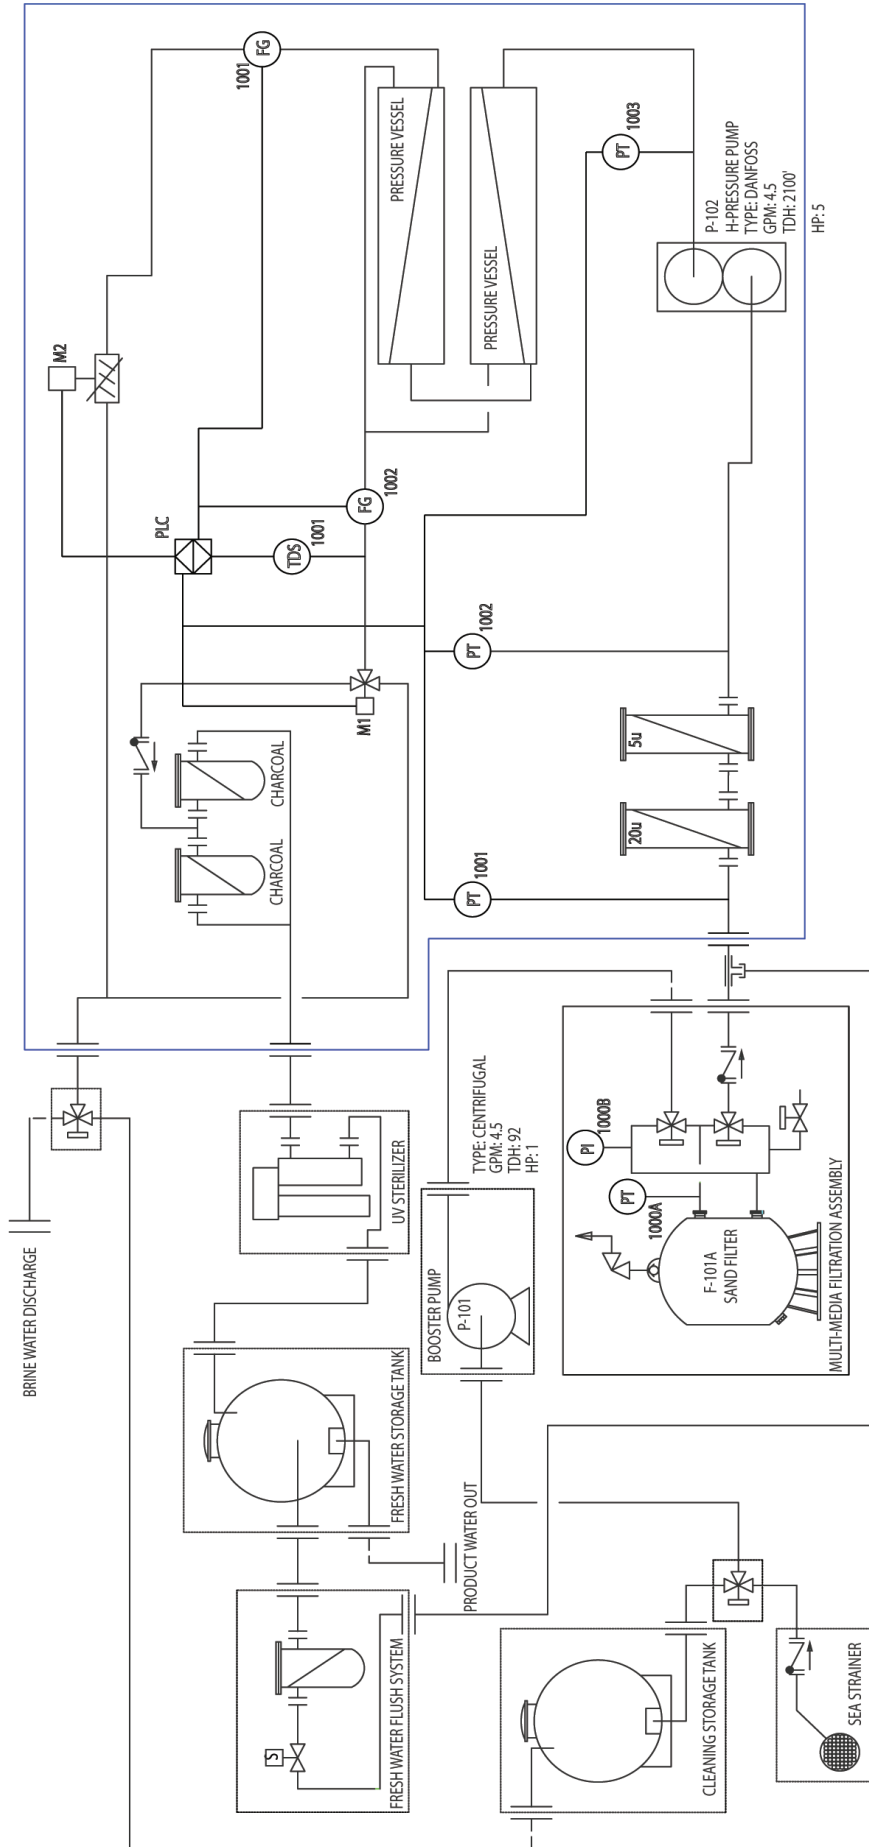 FG
1001
M2
PLC
PRESSURE VESSEL
PRESSURE VESSEL
PT
1003
P-102
H-PRESSURE PUMP
TYPE: DANFOSS
GPM: 4.5
TDH: 2100'
HP: 5
FG
1002
TDS
1001
M1
PT
1002
CHARCOAL
CHARCOAL
5u
20u
PT
1001
BRINE WATER DISCHARGE
UV STERILIZER
TYPE: CENTRIFUGAL
GPM: 4.5
TDH: 92
HP: 1
BOOSTER PUMP
P-101
PI
1000B
PT
1000A
F-101A
SAND FILTER
MULTI-MEDIA FILTRATION ASSEMBLY
FRESH WATER STORAGE TANK
PRODUCT WATER OUT
S
FRESH WATER FLUSH SYSTEM
CLEANING STORAGE TANK
SEA STRAINER